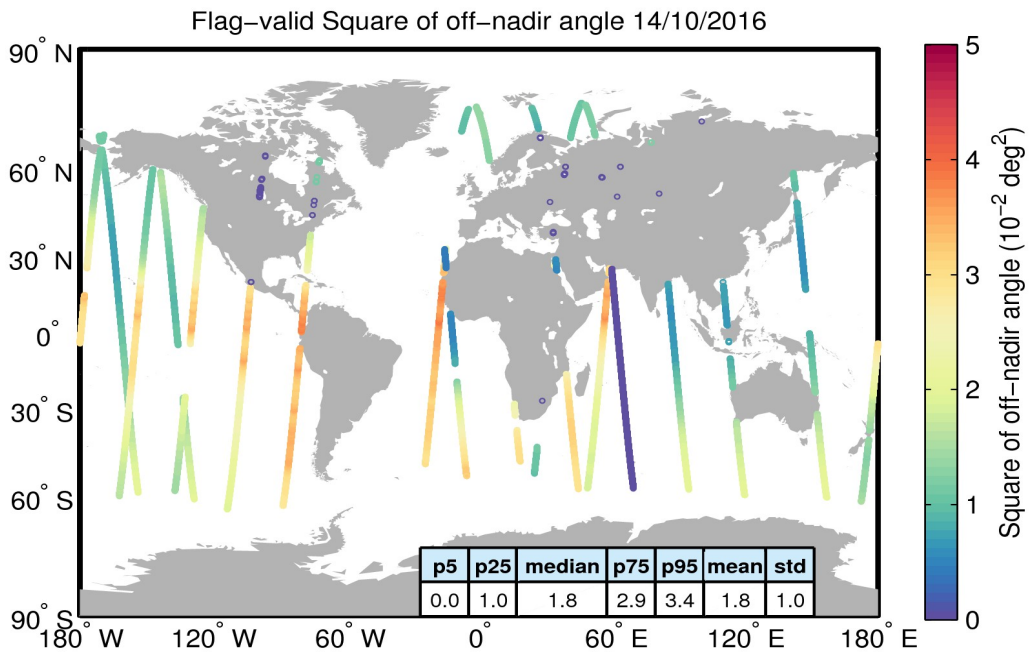 Flag−valid Square of off−nadir angle 14/10/2016
90° N
60° N
30° N
0°
30° S
60° S
90° S
180° W
120° W
60° W
0°
60° E
120° E
180° E
p5 p25 median p75 p95 mean std
0.0 1.0 1.8 2.9 3.4 1.8 1.0
5
4
3
2
1
0
Square of off−nadir angle (10⁻² deg²)